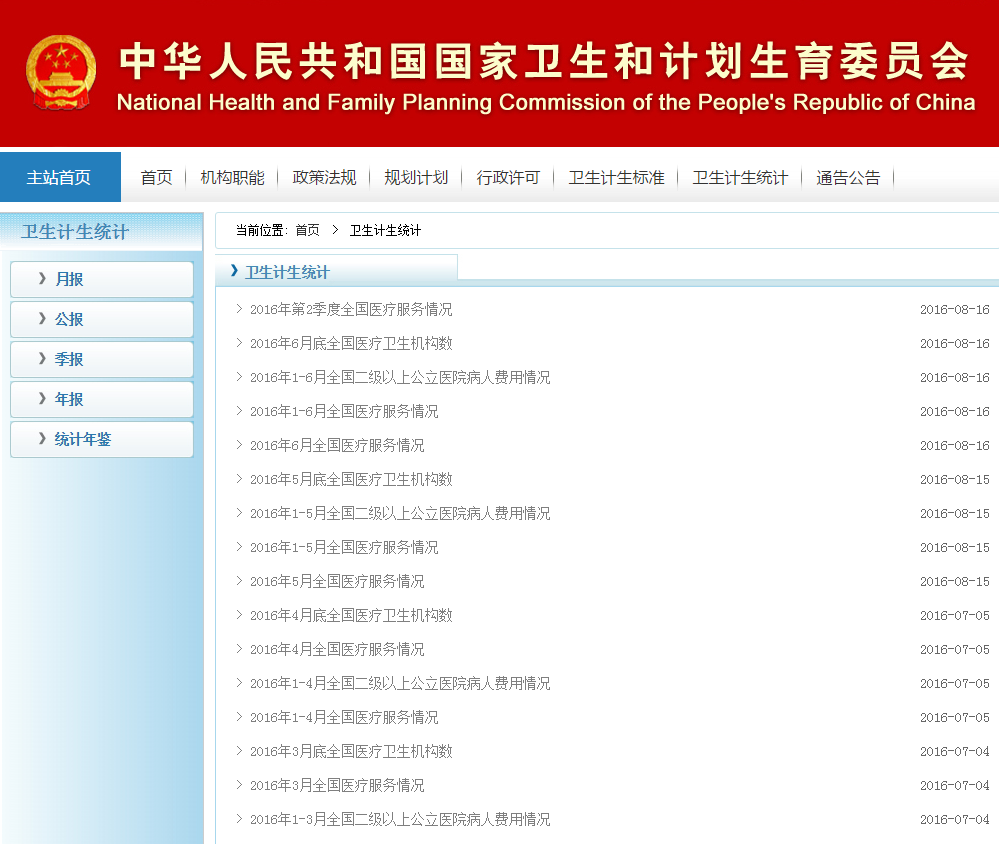 中华人民共和国国家卫生和计划生育委员会
National Health and Family Planning Commission of the People's Republic of China
主站首页 首页 机构职能 政策法规 规划计划 行政许可 卫生计生标准 卫生计生统计 通告公告
卫生计生统计
月报
公报
季报
年报
统计年鉴
当前位置: 首页 > 卫生计生统计
卫生计生统计
2016年第2季度全国医疗服务情况 2016-08-16
2016年6月底全国医疗卫生机构数 2016-08-16
2016年1-6月全国二级以上公立医院病人费用情况 2016-08-16
2016年1-6月全国医疗服务情况 2016-08-16
2016年6月全国医疗服务情况 2016-08-16
2016年5月底全国医疗卫生机构数 2016-08-15
2016年1-5月全国二级以上公立医院病人费用情况 2016-08-15
2016年1-5月全国医疗服务情况 2016-08-15
2016年5月全国医疗服务情况 2016-08-15
2016年4月底全国医疗卫生机构数 2016-07-05
2016年4月全国医疗服务情况 2016-07-05
2016年1-4月全国二级以上公立医院病人费用情况 2016-07-05
2016年1-4月全国医疗服务情况 2016-07-05
2016年3月底全国医疗卫生机构数 2016-07-04
2016年3月全国医疗服务情况 2016-07-04
2016年1-3月全国二级以上公立医院病人费用情况 2016-07-04